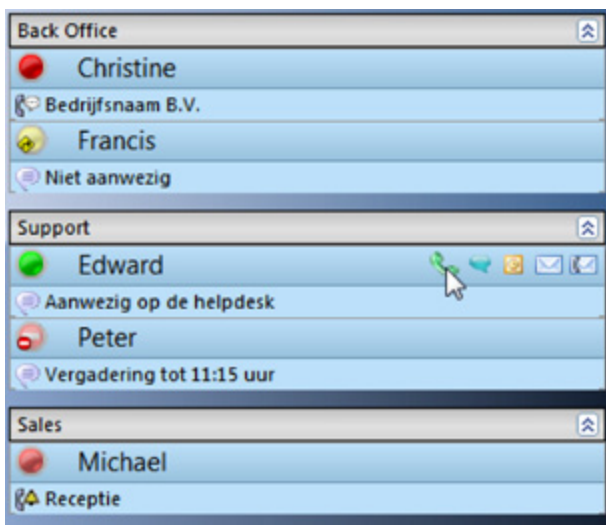 Back Office
Christine
Bedrijfsnaam B.V.
Francis
Niet aanwezig
Support
Edward
Aanwezig op de helpdesk
Peter
Vergadering tot 11:15 uur
Sales
Michael
Receptie